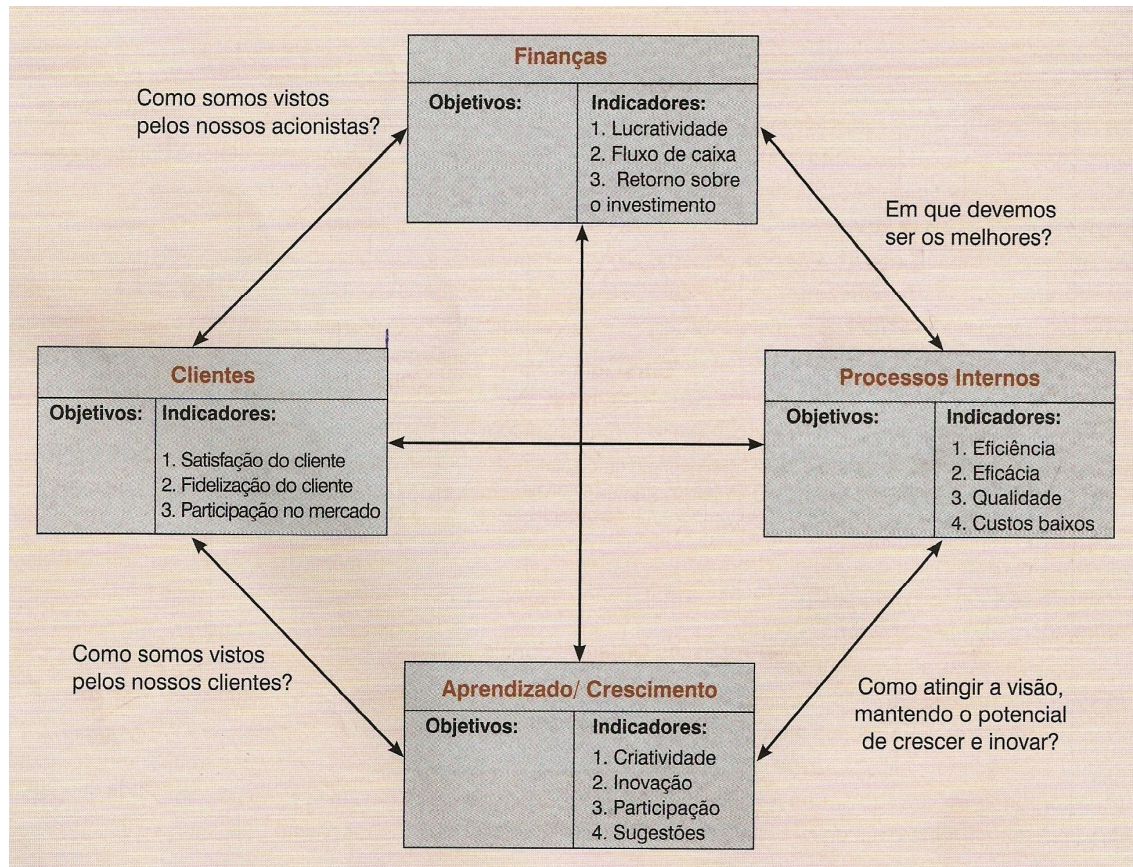 Finanças
Objetivos:
Indicadores:
1. Lucratividade
2. Fluxo de caixa
3. Retorno sobre
o investimento
Como somos vistos
pelos nossos acionistas?
Em que devemos
ser os melhores?
Clientes
Objetivos:
Indicadores:
1. Satisfação do cliente
2. Fidelização do cliente
3. Participação no mercado
Processos Internos
Objetivos:
Indicadores:
1. Eficiência
2. Eficácia
3. Qualidade
4. Custos baixos
Como somos vistos
pelos nossos clientes?
Aprendizado/ Crescimento
Objetivos:
Indicadores:
1. Criatividade
2. Inovação
3. Participação
4. Sugestões
Como atingir a visão,
mantendo o potencial
de crescer e inovar?